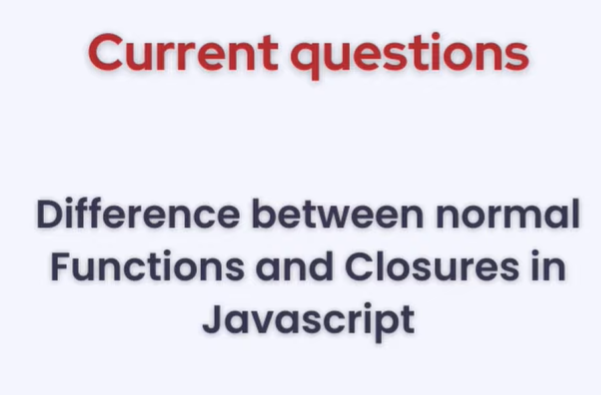 Current questions
Difference between normal
Functions and Closures in
Javascript